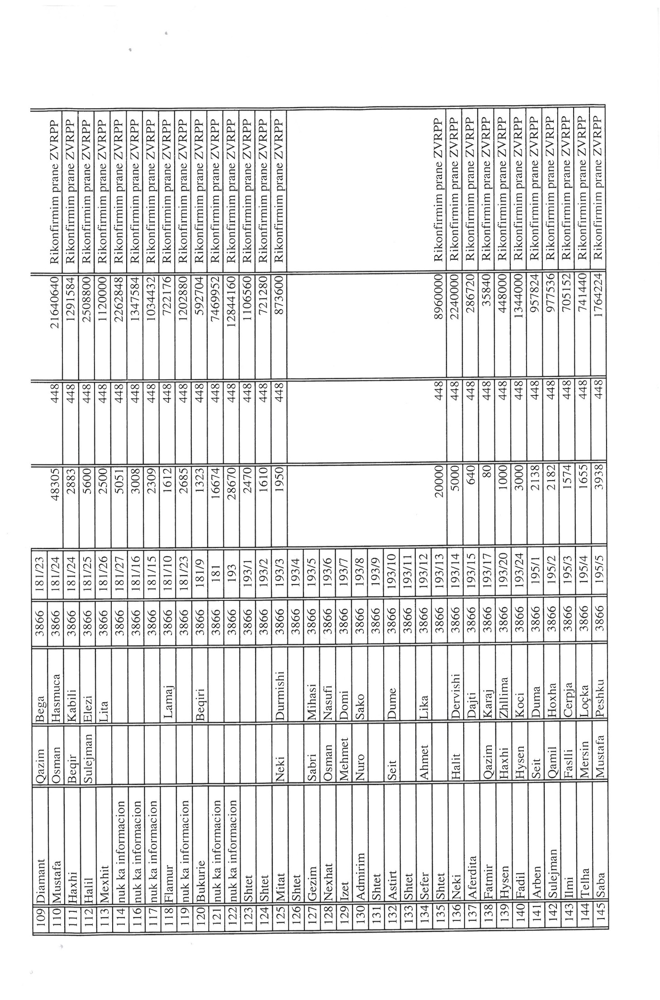 109 Diamant Qazim Bega 3866 181/23
110 Mustafa Osman Hasmuca 3866 181/24 48305 448 21640640 Rikonfirmim prane ZVRPP
111 Haxhi Beqir Kabili 3866 181/24 2883 448 1291584 Rikonfirmim prane ZVRPP
112 Halil Sulejman Elezi 3866 181/25 5600 448 2508800 Rikonfirmim prane ZVRPP
113 Mexhit Lita 3866 181/26 2500 448 1120000 Rikonfirmim prane ZVRPP
114 nuk ka informacion 3866 181/27 5051 448 2262848 Rikonfirmim prane ZVRPP
116 nuk ka informacion 3866 181/16 3008 448 1347584 Rikonfirmim prane ZVRPP
117 nuk ka informacion 3866 181/15 2309 448 1034432 Rikonfirmim prane ZVRPP
118 Flamur Lamaj 3866 181/10 1612 448 722176 Rikonfirmim prane ZVRPP
119 nuk ka informacion 3866 181/23 2685 448 1202880 Rikonfirmim prane ZVRPP
120 Bukurie Beqiri 3866 181/9 1323 448 592704 Rikonfirmim prane ZVRPP
121 nuk ka informacion 3866 181 16674 448 7469952 Rikonfirmim prane ZVRPP
122 nuk ka informacion 3866 193 28670 448 12844160 Rikonfirmim prane ZVRPP
123 Shtet 3866 193/1 2470 448 1106560 Rikonfirmim prane ZVRPP
124 Shtet 3866 193/2 1610 448 721280 Rikonfirmim prane ZVRPP
125 Mitat Neki Durmishi 3866 193/3 1950 448 873600 Rikonfirmim prane ZVRPP
126 Shtet 3866 193/4
127 Gezim Sabri Mihasi 3866 193/5
128 Nexhat Osman Nasufi 3866 193/6
129 Izet Mehmet Domi 3866 193/7
130 Admirim Nuro Sako 3866 193/8
131 Shtet 3866 193/9
132 Astirt Seit Dume 3866 193/10
133 Shtet 3866 193/11
134 Sefer Ahmet Lika 3866 193/12
135 Shtet 3866 193/13 20000 448 8960000 Rikonfirmim prane ZVRPP
136 Neki Halit Dervishi 3866 193/14 5000 448 2240000 Rikonfirmim prane ZVRPP
137 Aferdita Dajti 3866 193/15 640 448 286720 Rikonfirmim prane ZVRPP
138 Fatmir Qazim Karaj 3866 193/17 80 448 35840 Rikonfirmim prane ZVRPP
139 Hysen Haxhi Zhllima 3866 193/20 1000 448 448000 Rikonfirmim prane ZVRPP
140 Fadil Hysen Koci 3866 193/24 3000 448 1344000 Rikonfirmim prane ZVRPP
141 Arben Seit Duma 3866 195/1 2138 448 957824 Rikonfirmim prane ZVRPP
142 Sulejman Qamil Hoxha 3866 195/2 2182 448 977536 Rikonfirmim prane ZVRPP
143 Ilmi Faslli Cerpja 3866 195/3 1574 448 705152 Rikonfirmim prane ZVRPP
144 Telha Mersin Loçka 3866 195/4 1655 448 741440 Rikonfirmim prane ZVRPP
145 Saba Mustafa Peshku 3866 195/5 3938 448 1764224 Rikonfirmim prane ZVRPP